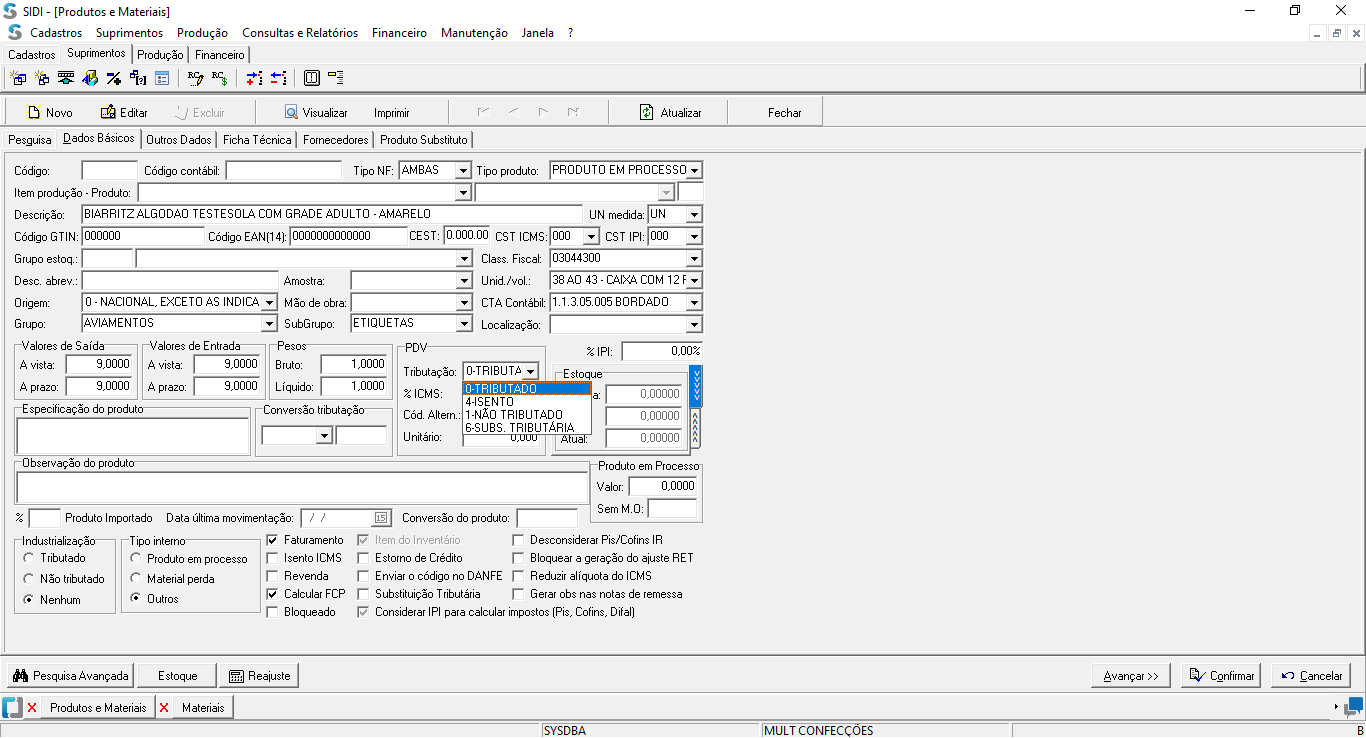 SIDI - [Produtos e Materiais]
Cadastros Suprimentos Produção Consultas e Relatórios Financeiro Manutenção Janela ?
Cadastros Suprimentos Produção Financeiro
Novo Editar Excluir Visualizar Imprimir Atualizar Fechar
Pesquisa Dados Básicos Outros Dados Ficha Técnica Fornecedores Produto Substituto
Código: Código contábil: Tipo NF: AMBAS Tipo produto: PRODUTO EM PROCESSO
Item produção - Produto:
Descrição: BIARRITZ ALGODAO TESTESOLA COM GRADE ADULTO - AMARELO UN medida: UN
Código GTIN: 000000 Código EAN(14): 0000000000000 CEST: 0.000.00 CST ICMS: 000 CST IPI: 000
Grupo estoq.: Class. Fiscal: 03044300
Desc. abrev.: Amostra: Unid./vol.: 38 AO 43 - CAIXA COM 12 F
Origem: 0 - NACIONAL, EXCETO AS INDICA Mão de obra: CTA Contábil: 1.1.3.05.005 BORDADO
Grupo: AVIAMENTOS SubGrupo: ETIQUETAS Localização:
Valores de Saída Valores de Entrada Pesos PDV % IPI: 0,00%
A vista: 9,0000 A vista: 9,0000 Bruto: 1,0000 Tributação: 0-TRIBUTA Estoque
A prazo: 9,0000 A prazo: 9,0000 Líquido: 1,0000 % ICMS: 0-TRIBUTADO a: 0,00000
4-ISENTO
Especificação do produto Conversão tributação Cód. Altern.: 1-NÃO TRIBUTADO 0,00000
6-SUBS. TRIBUTÁRIA
Unitário: 0,000 Atual: 0,00000
Observação do produto Produto em Processo
Valor: 0,0000
Sem M.O:
% Produto Importado Data última movimentação: / / 15 Conversão do produto:
Industrialização Tipo interno Faturamento Item do Inventário Desconsiderar Pis/Cofins IR
Tributado Produto em processo Isento ICMS Estorno de Crédito Bloquear a geração do ajuste RET
Não tributado Material perda Revenda Enviar o código no DANFE Reduzir alíquota do ICMS
Nenhum Outros Calcular FCP Substituição Tributária Gerar obs nas notas de remessa
Bloqueado Considerar IPI para calcular impostos (Pis, Cofins, Difal)
Pesquisa Avançada Estoque Reajuste Avançar >> Confirmar Cancelar
Produtos e Materiais Materiais
SYSDBA MULT CONFECÇÕES B